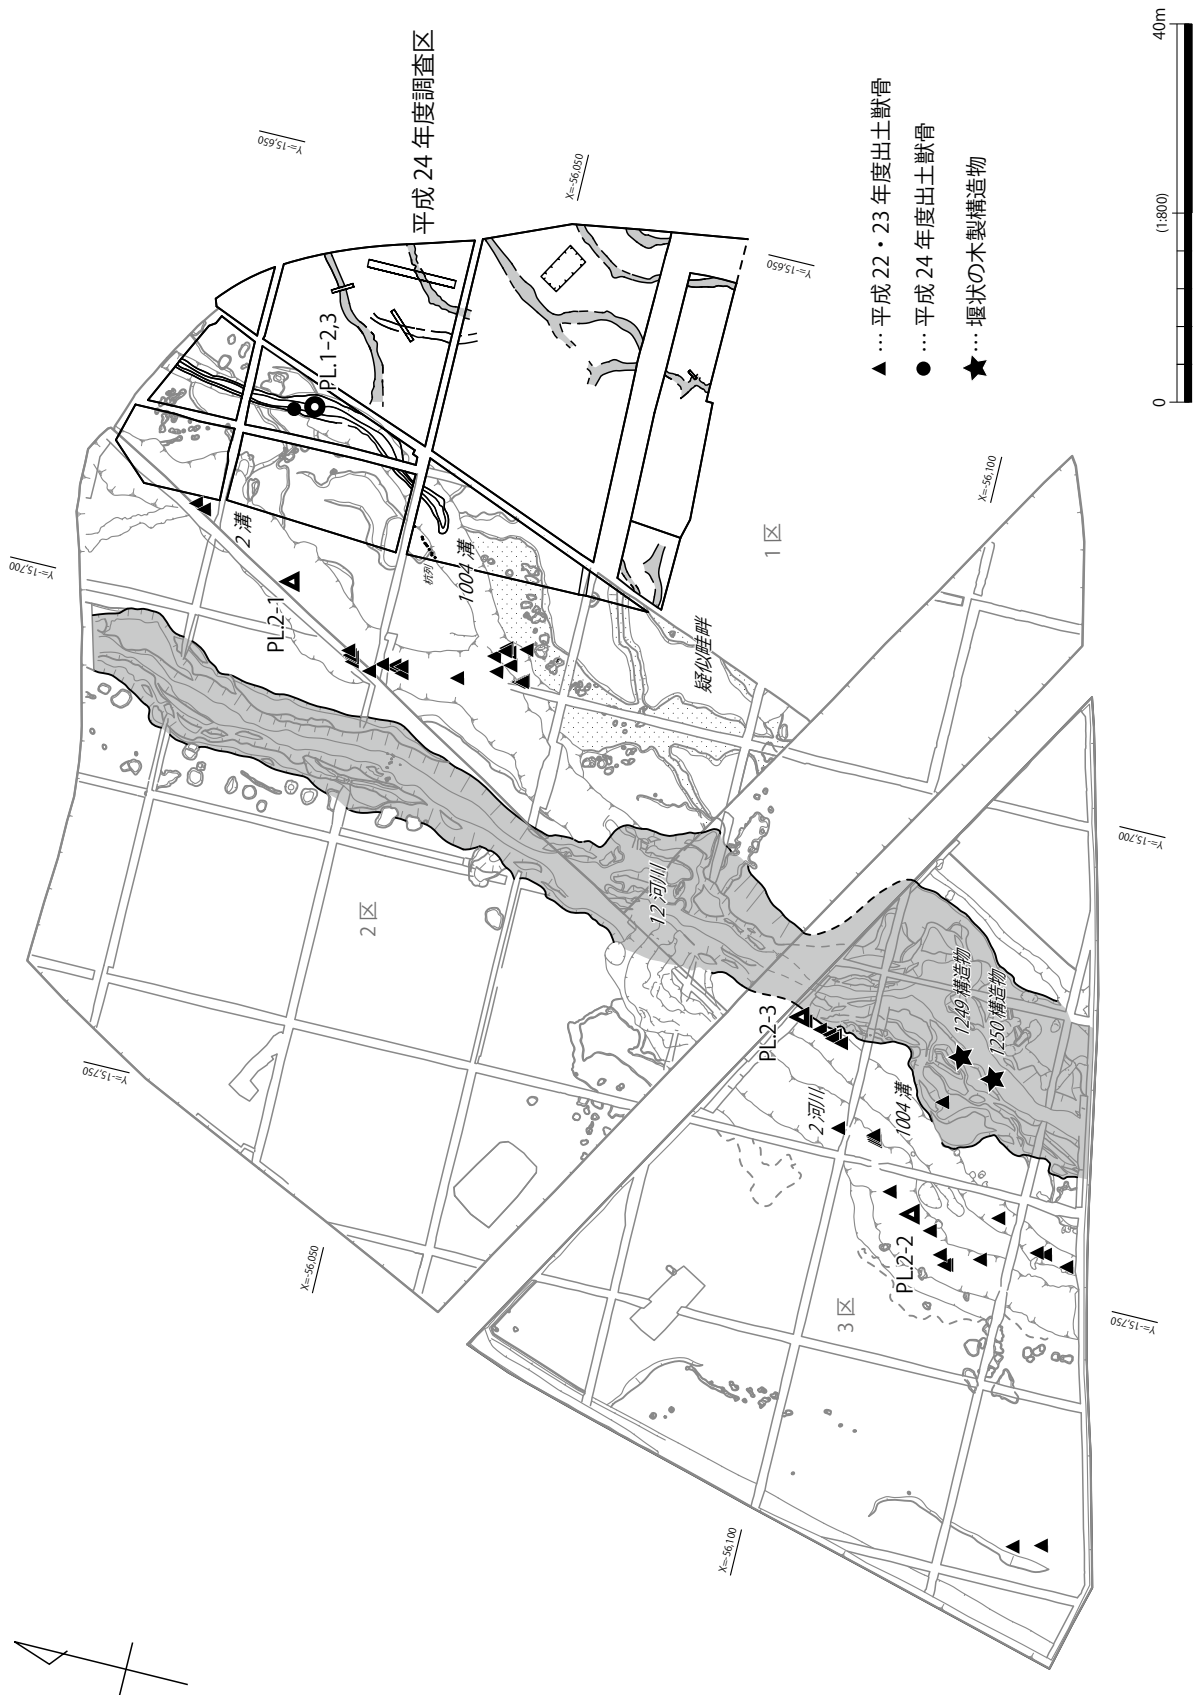 平成 24 年度調査区
Y=-15,650
X=-56,050
Y=-15,650
▲ ···· 平成 22・23 年度出土獣骨
● ···· 平成 24 年度出土獣骨
★ ···· 堰状の木製構造物
0
(1:800)
40m
PL.1-2,3
2 溝
PL.2-1
杭列
1004 溝
Y=-15,700
1 区
X=-56,100
疑似畦畔
2 区
12 河川
Y=-15,700
1249 構造物
1250 構造物
PL.2-3
2 河川
1004 溝
PL.2-2
3 区
Y=-15,750
X=-56,050
Y=-15,750
X=-56,100